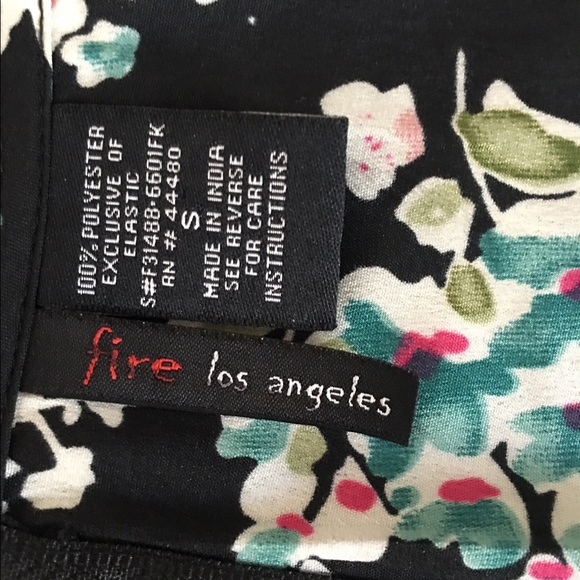 100% POLYESTER
EXCLUSIVE OF
ELASTIC
S#F31488-6601FK
RN # 44480
S
MADE IN INDIA
SEE REVERSE
FOR CARE
INSTRUCTIONS
fire los angeles